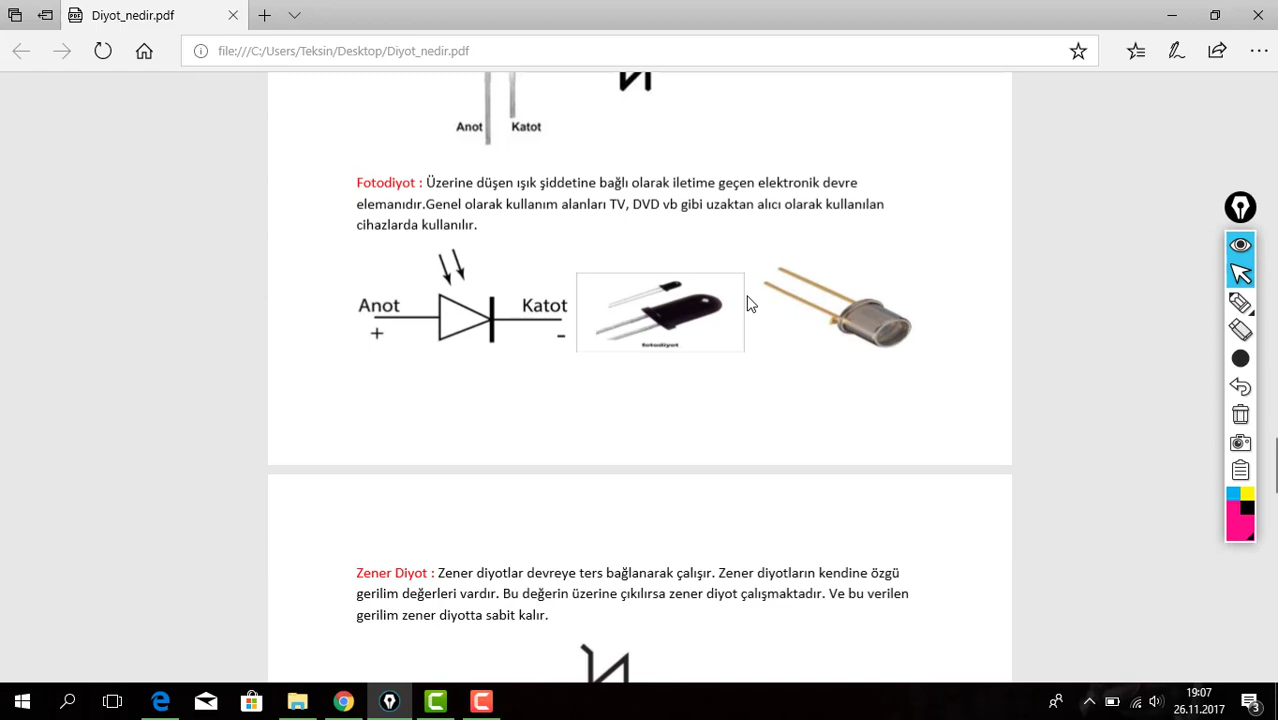 Diyot_nedir.pdf
file:///C:/Users/Teksin/Desktop/Diyot_nedir.pdf
Anot Katot
Fotodiyot : Üzerine düşen ışık şiddetine bağlı olarak iletime geçen elektronik devre
elemanıdır.Genel olarak kullanım alanları TV, DVD vb gibi uzaktan alıcı olarak kullanılan
cihazlarda kullanılır.
Anot Katot
+ -
fotodiyot
Zener Diyot : Zener diyotlar devreye ters bağlanarak çalışır. Zener diyotların kendine özgü
gerilim değerleri vardır. Bu değerin üzerine çıkılırsa zener diyot çalışmaktadır. Ve bu verilen
gerilim zener diyotta sabit kalır.
19:07
26.11.2017
3